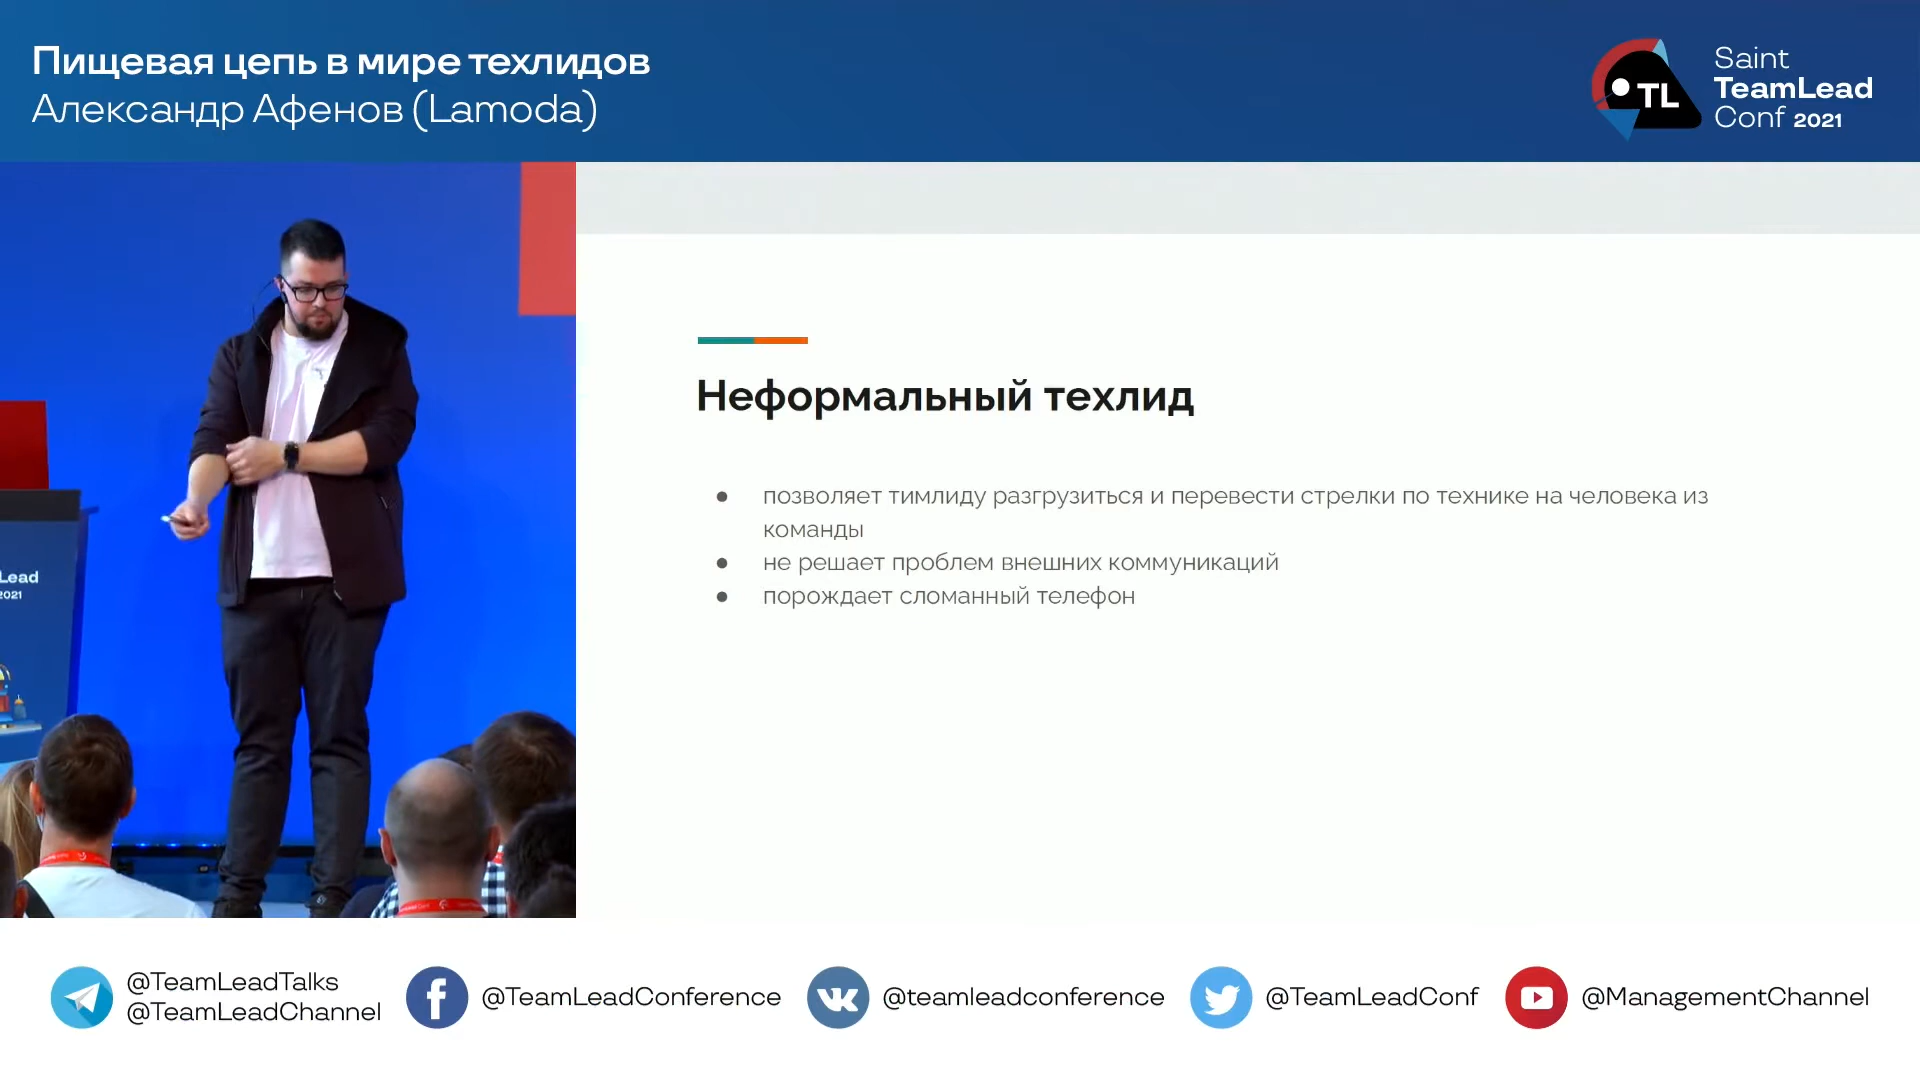 Пищевая цепь в мире техлидов
Александр Афенов (Lamoda)
TL
Saint
TeamLead
Conf 2021
Lead
2021
Неформальный техлид
● позволяет тимлиду разгрузиться и перевести стрелки по технике на человека из
команды
● не решает проблем внешних коммуникаций
● порождает сломанный телефон
@TeamLeadTalks
@TeamLeadChannel
@TeamLeadConference
@teamleadconference
@TeamLeadConf
@ManagementChannel